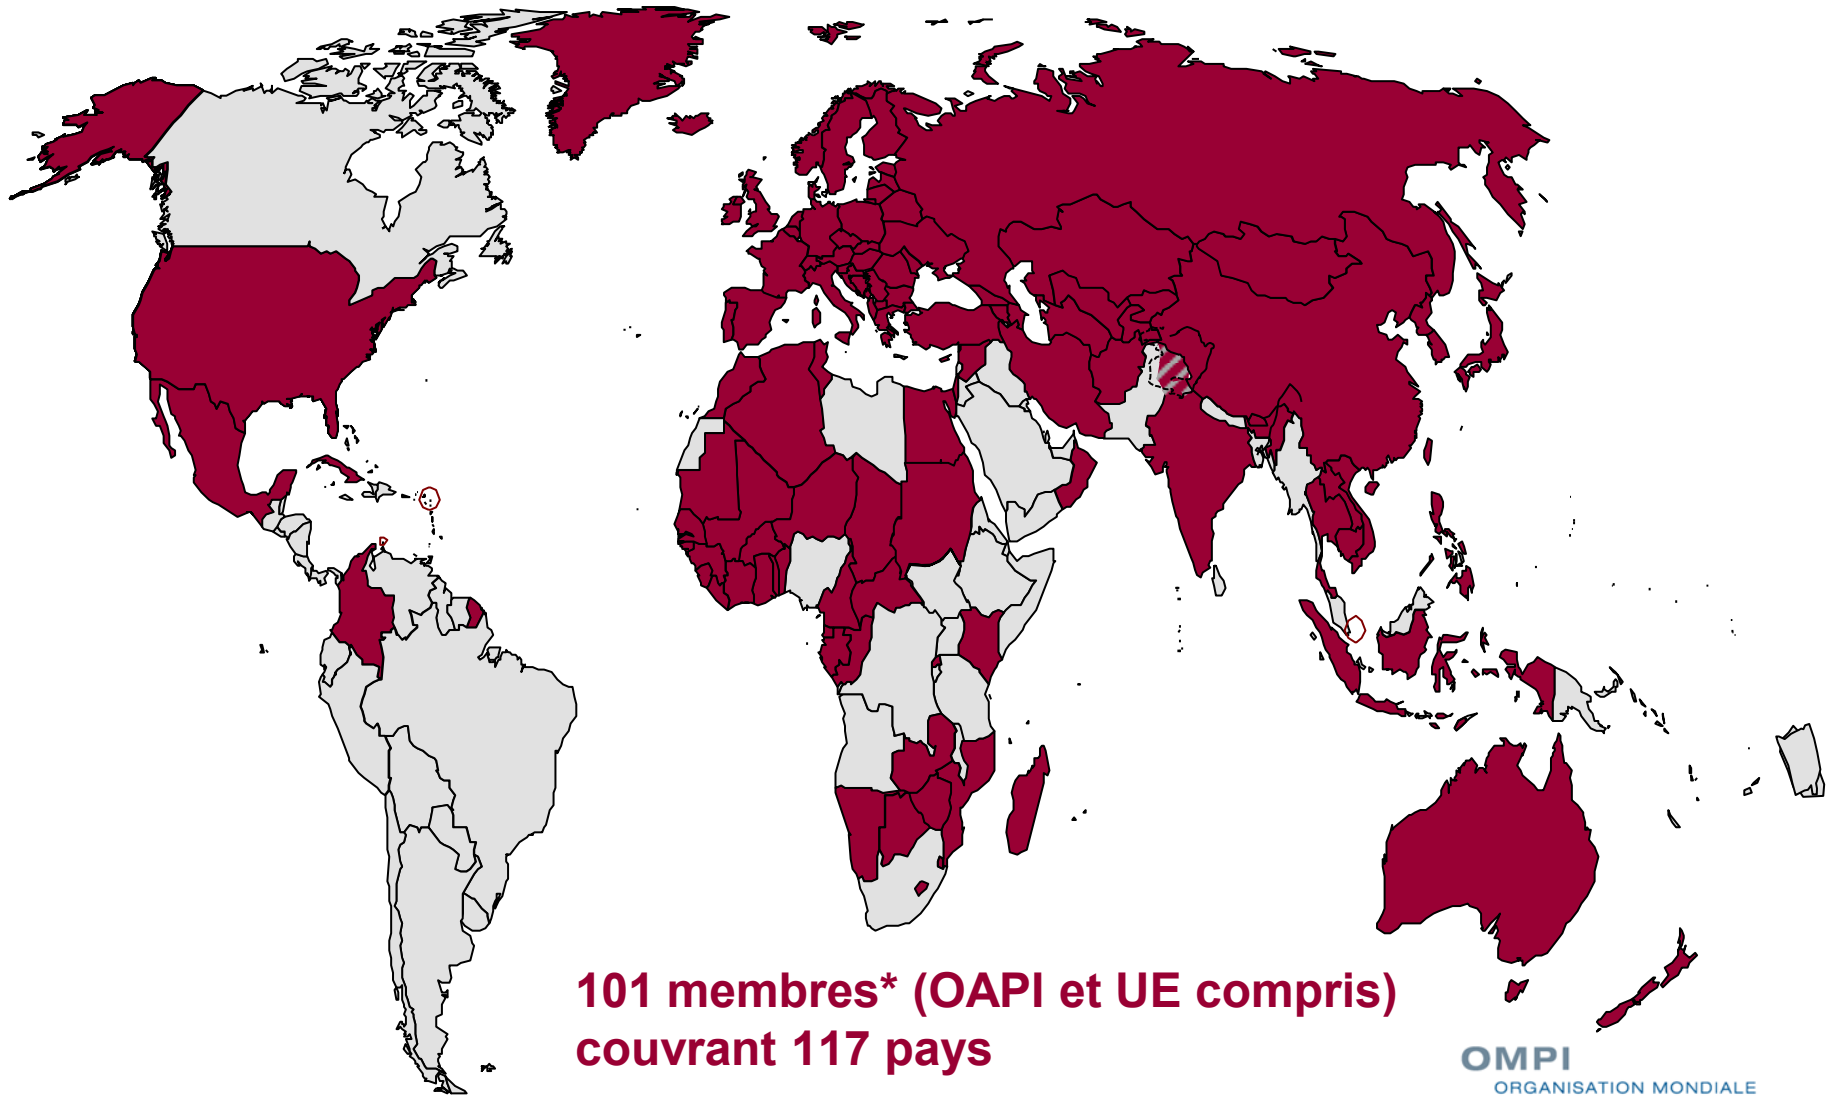 101 membres* (OAPI et UE compris)
couvrant 117 pays
OMPI
ORGANISATION MONDIALE